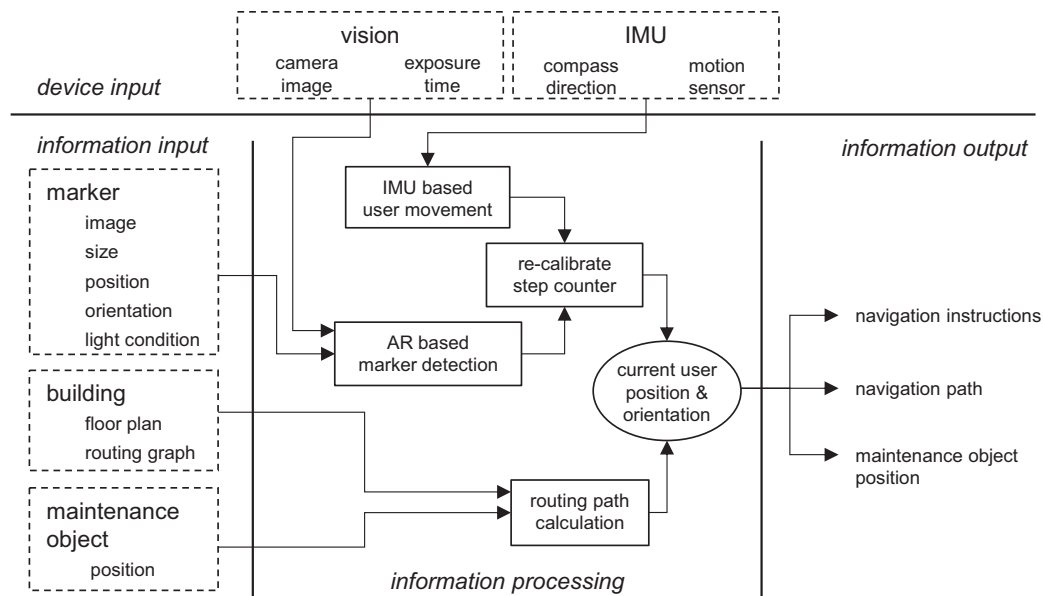 vision
camera
image
exposure
time
IMU
compass
direction
motion
sensor
device input
information input
marker
image
size
position
orientation
light condition
building
floor plan
routing graph
maintenance
object
position
IMU based
user movement
re-calibrate
step counter
AR based
marker detection
current user
position &
orientation
routing path
calculation
information processing
information output
navigation instructions
navigation path
maintenance object
position